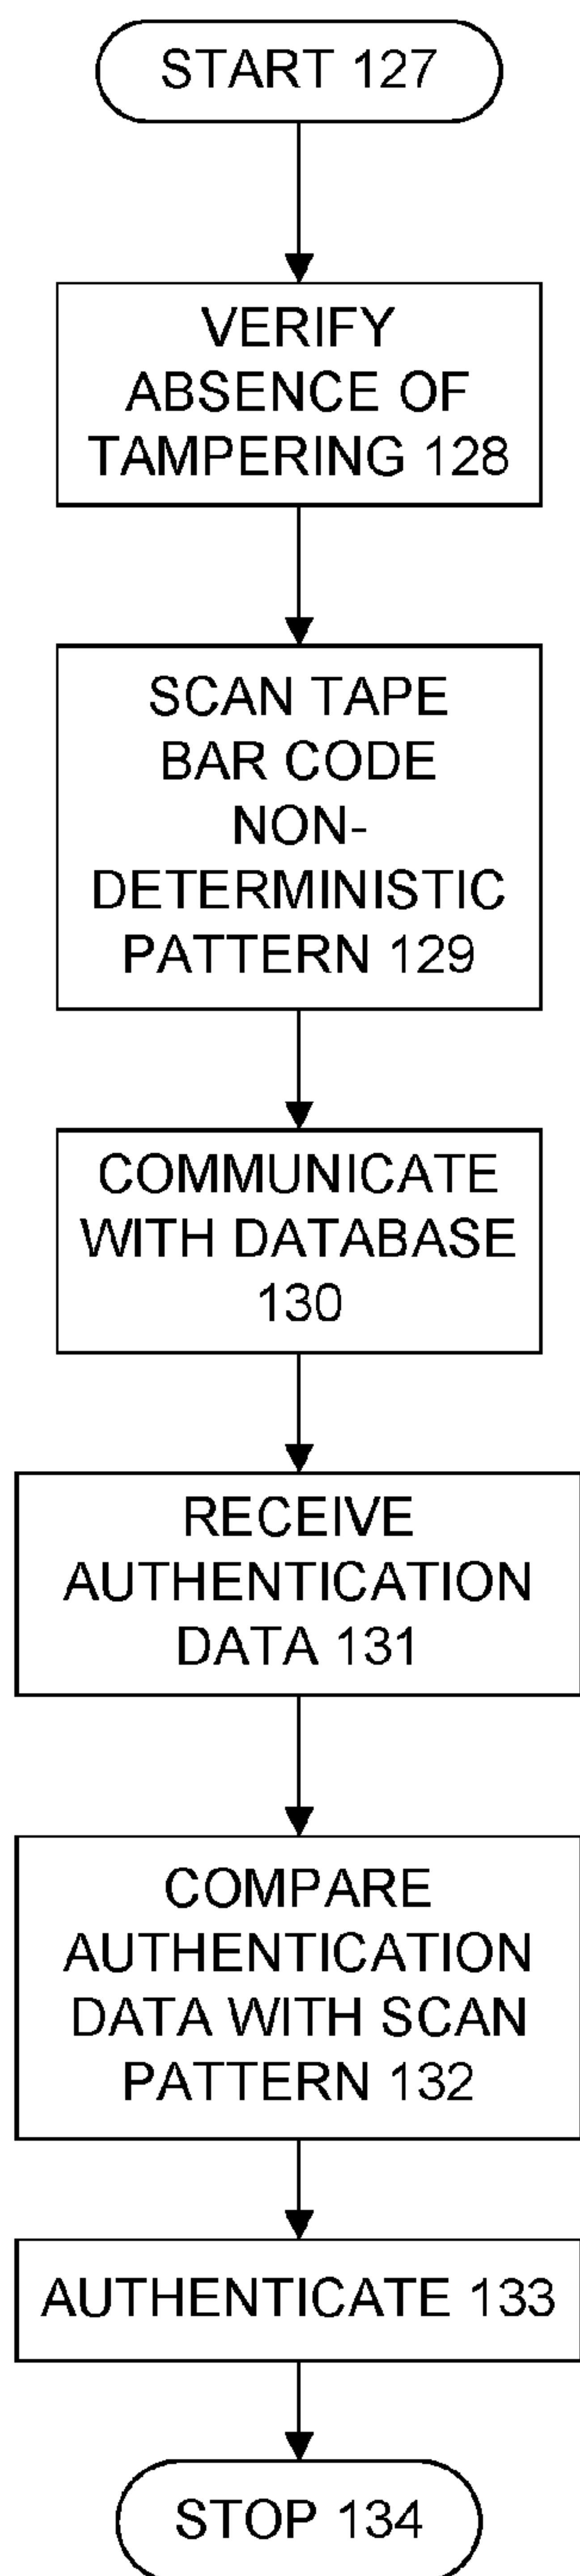 START 127
VERIFY
ABSENCE OF
TAMPERING 128
SCAN TAPE
BAR CODE
NON-
DETERMINISTIC
PATTERN 129
COMMUNICATE
WITH DATABASE
130
RECEIVE
AUTHENTICATION
DATA 131
COMPARE
AUTHENTICATION
DATA WITH SCAN
PATTERN 132
AUTHENTICATE 133
STOP 134